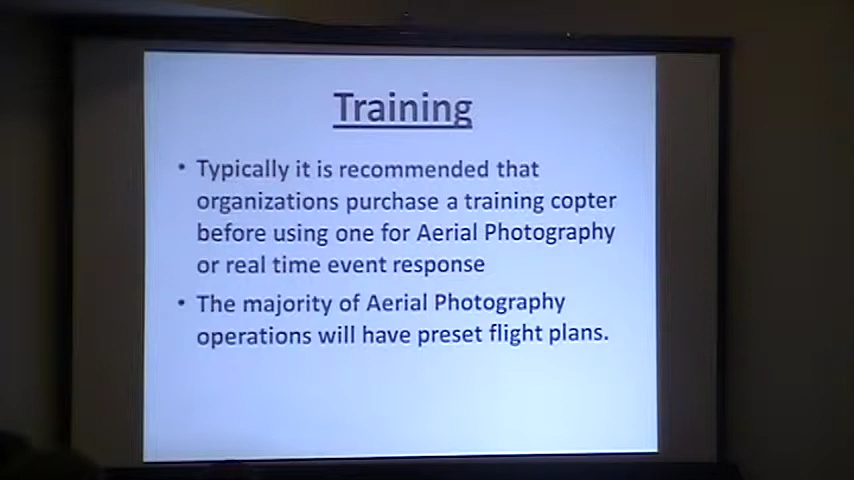 Training
• Typically it is recommended that
organizations purchase a training copter
before using one for Aerial Photography
or real time event response
• The majority of Aerial Photography
operations will have preset flight plans.